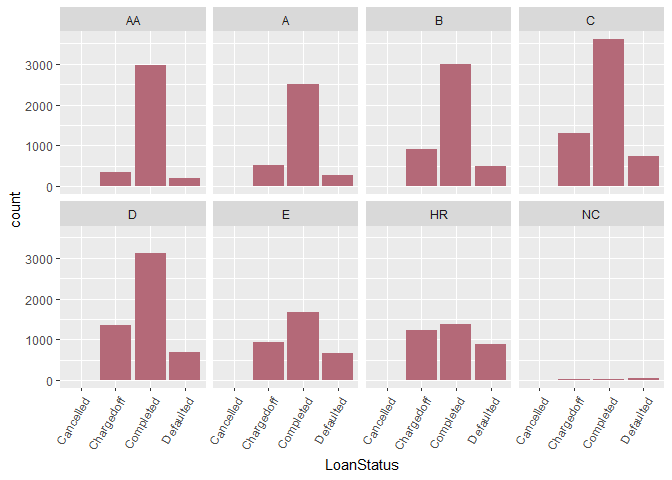 AA A B C
3000
2000
1000
0
count
D E HR NC
3000
2000
1000
0
Cancelled Chargedoff Completed Defaulted Cancelled Chargedoff Completed Defaulted Cancelled Chargedoff Completed Defaulted Cancelled Chargedoff Completed Defaulted
LoanStatus